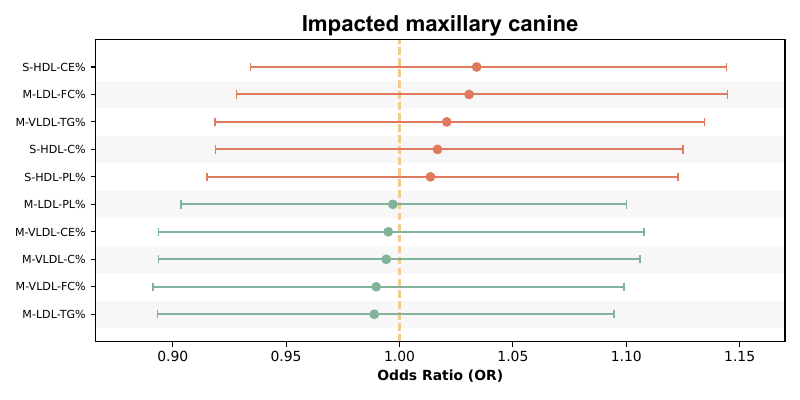 Impacted maxillary canine
S-HDL-CE%
M-LDL-FC%
M-VLDL-TG%
S-HDL-C%
S-HDL-PL%
M-LDL-PL%
M-VLDL-CE%
M-VLDL-C%
M-VLDL-FC%
M-LDL-TG%
0.90 0.95 1.00 1.05 1.10 1.15
Odds Ratio (OR)